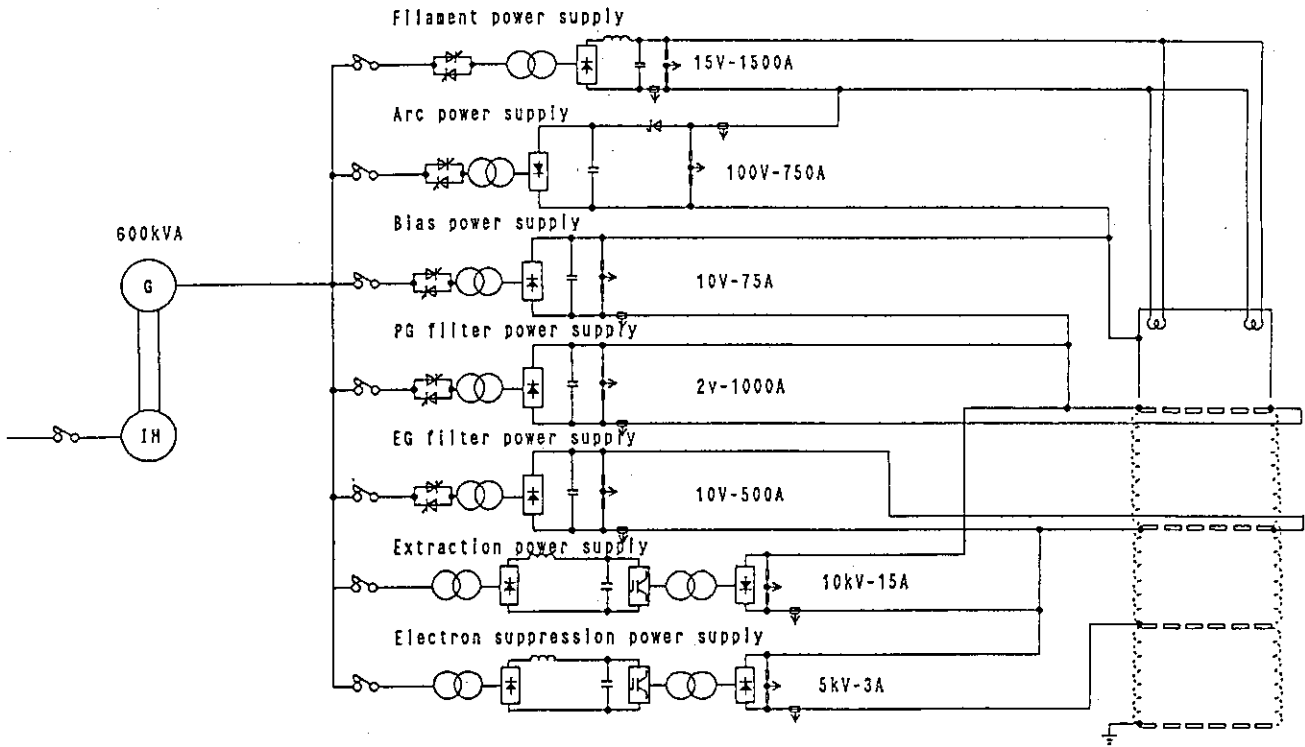 Filament power supply
15V-1500A
Arc power supply
100V-750A
Bias power supply
600kVA
G
10V-75A
PG filter power supply
2v-1000A
IM
EG filter power supply
10V-500A
Extraction power supply
10kV-15A
Electron suppression power supply
5kV-3A